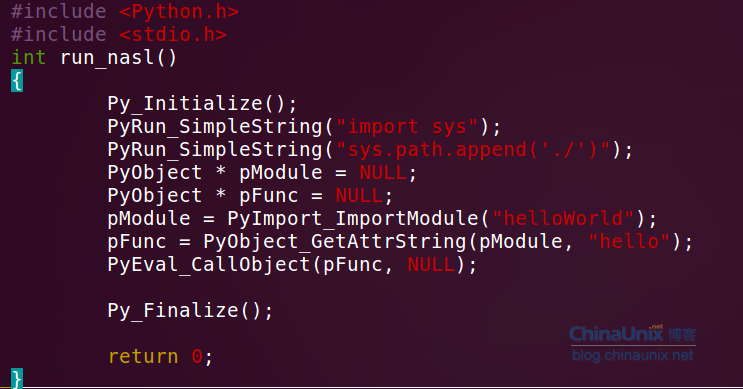 #include <Python.h>
#include <stdio.h>
int run_nasl()
{
        Py_Initialize();
        PyRun_SimpleString("import sys");
        PyRun_SimpleString("sys.path.append('./')");
        PyObject * pModule = NULL;
        PyObject * pFunc = NULL;
        pModule = PyImport_ImportModule("helloWorld");
        pFunc = PyObject_GetAttrString(pModule, "hello");
        PyEval_CallObject(pFunc, NULL);

        Py_Finalize();

        return 0;
}
ChinaUnix.net 博客
blog.chinaunix.net